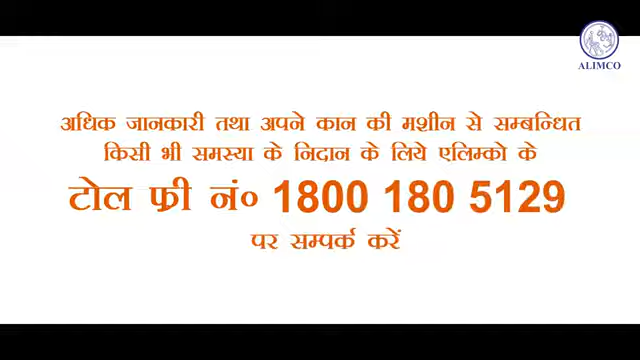 ALIMCO
अधिक जानकारी तथा अपने कान की मशीन से सम्बन्धित
किसी भी समस्या के निदान के लिये एलिम्को के
टोल फ्री नं० 1800 180 5129
पर सम्पर्क करें